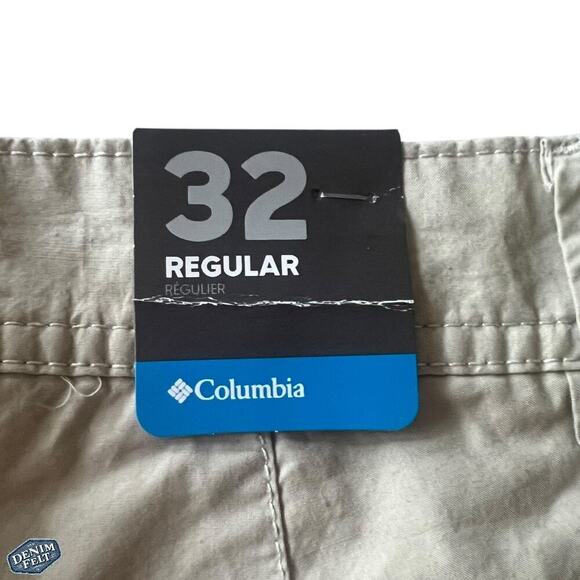 32
REGULAR
RÉGULIER
Columbia
DENIM
FELT